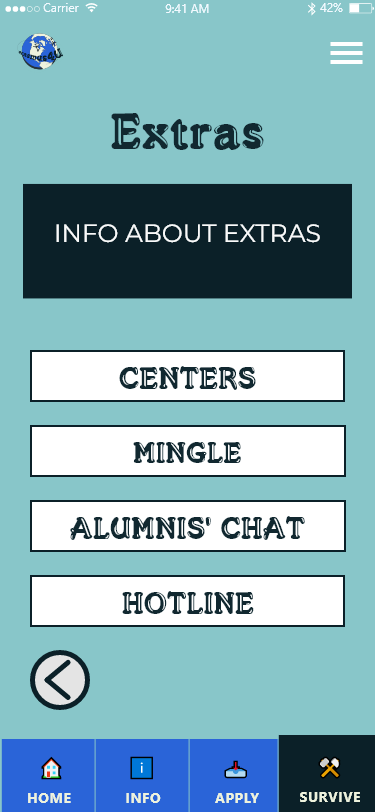 Carrier 9:41 AM 42%
Extras
INFO ABOUT EXTRAS
CENTERS
MINGLE
ALUMNIS' CHAT
HOTLINE
HOME INFO APPLY SURVIVE